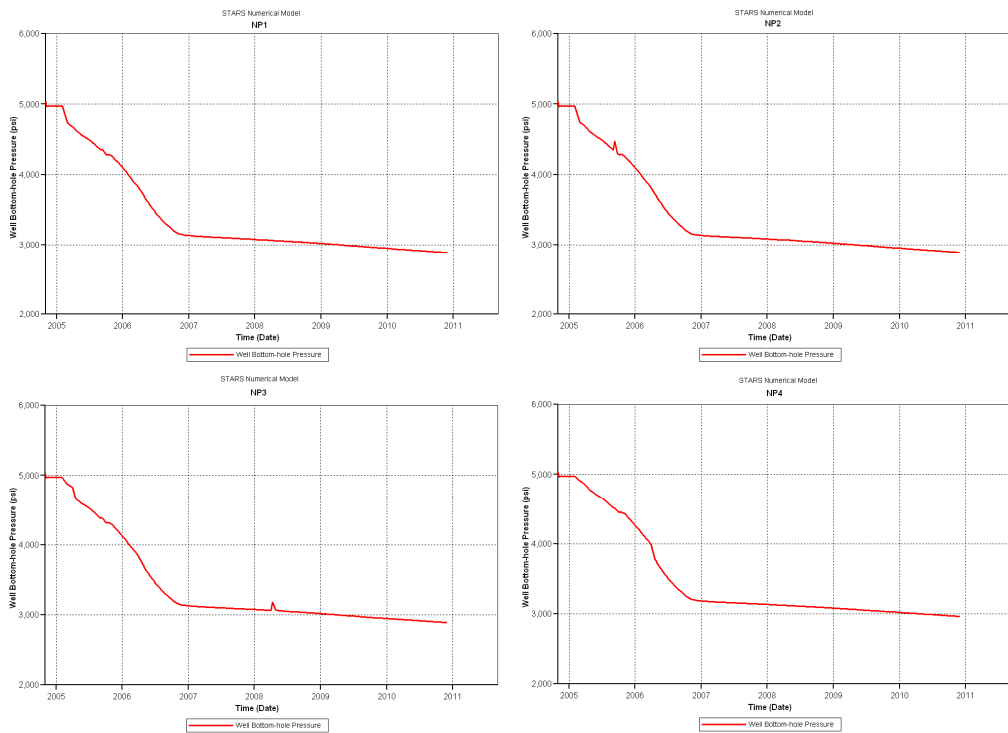 STARS Numerical Model
NP1
6,000
5,000
4,000
3,000
2,000
Well Bottom-hole Pressure (psi)
2005 2006 2007 2008 2009 2010 2011
Time (Date)
Well Bottom-hole Pressure
STARS Numerical Model
NP2
6,000
5,000
4,000
3,000
2,000
Well Bottom-hole Pressure (psi)
2005 2006 2007 2008 2009 2010 2011
Time (Date)
Well Bottom-hole Pressure
STARS Numerical Model
NP3
6,000
5,000
4,000
3,000
2,000
Well Bottom-hole Pressure (psi)
2005 2006 2007 2008 2009 2010 2011
Time (Date)
Well Bottom-hole Pressure
STARS Numerical Model
NP4
6,000
5,000
4,000
3,000
2,000
Well Bottom-hole Pressure (psi)
2005 2006 2007 2008 2009 2010 2011
Time (Date)
Well Bottom-hole Pressure